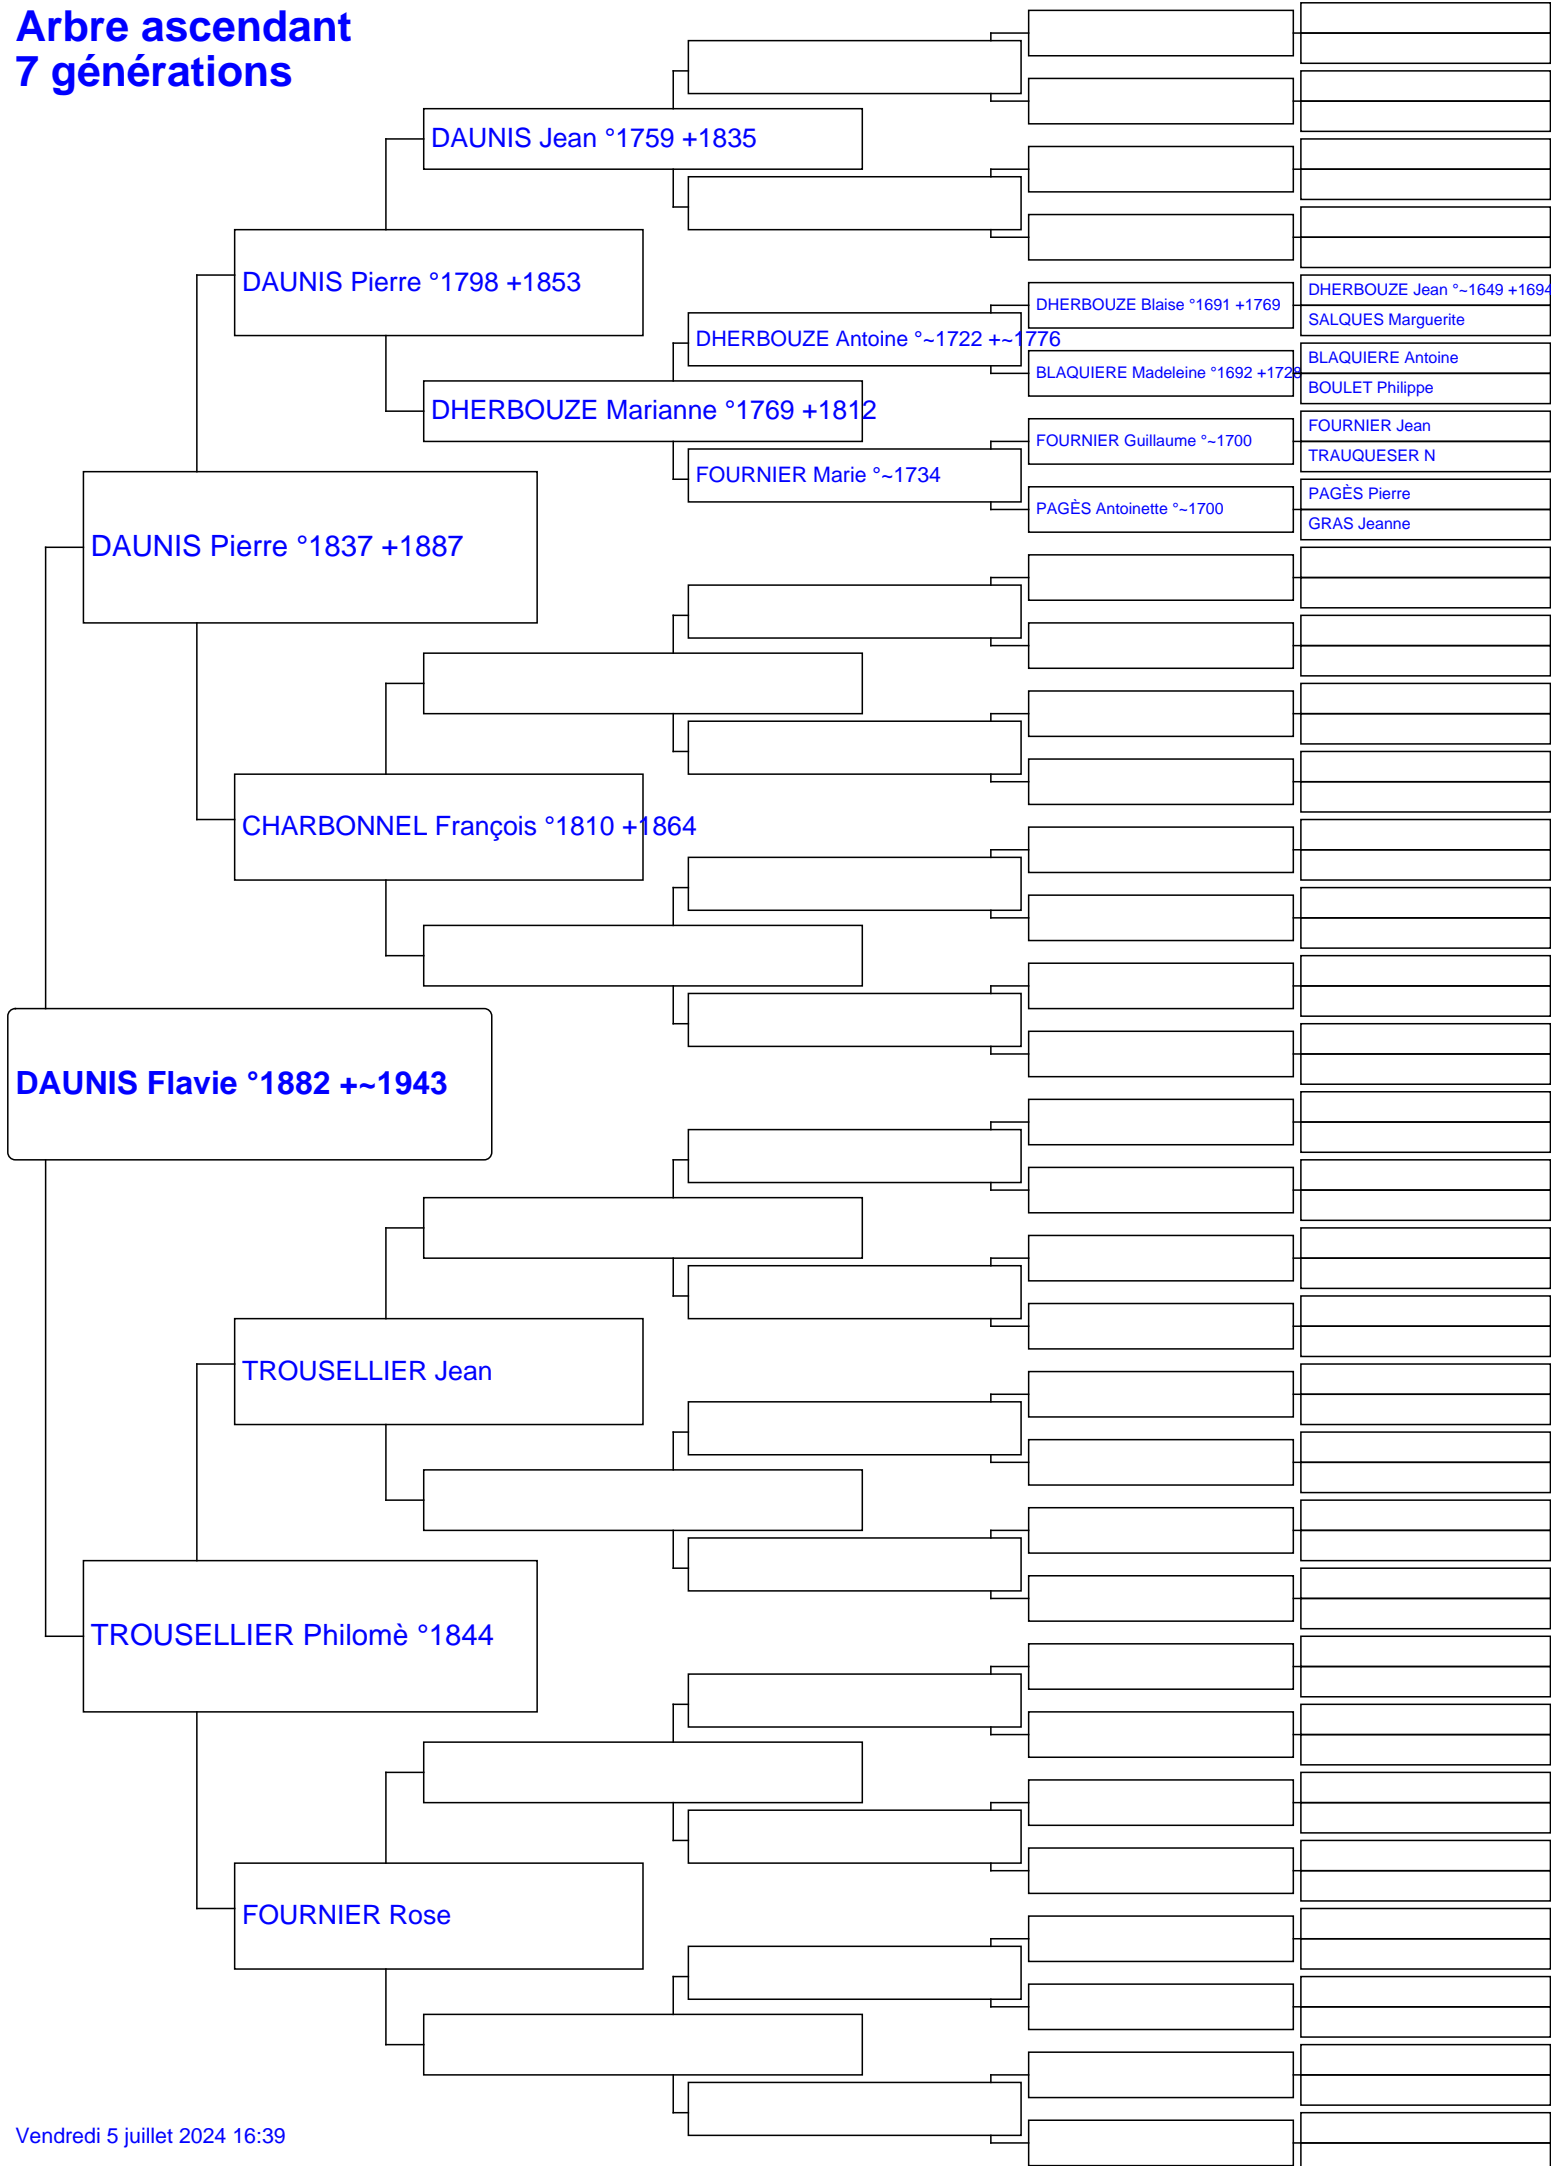 Arbre ascendant
7 générations
DAUNIS Jean °1759 +1835
DAUNIS Pierre °1798 +1853
DHERBOUZE Jean °~1649 +1694
DHERBOUZE Blaise °1691 +1769
SALQUES Marguerite
DHERBOUZE Antoine °~1722 +~1776
BLAQUIERE Antoine
BLAQUIERE Madeleine °1692 +1728
BOULET Philippe
DHERBOUZE Marianne °1769 +1812
FOURNIER Jean
FOURNIER Guillaume °~1700
TRAUQUESER N
FOURNIER Marie °~1734
PAGÈS Pierre
PAGÈS Antoinette °~1700
GRAS Jeanne
DAUNIS Pierre °1837 +1887
CHARBONNEL François °1810 +1864
DAUNIS Flavie °1882 +~1943
TROUSELLIER Jean
TROUSELLIER Philomè °1844
FOURNIER Rose
Vendredi 5 juillet 2024 16:39